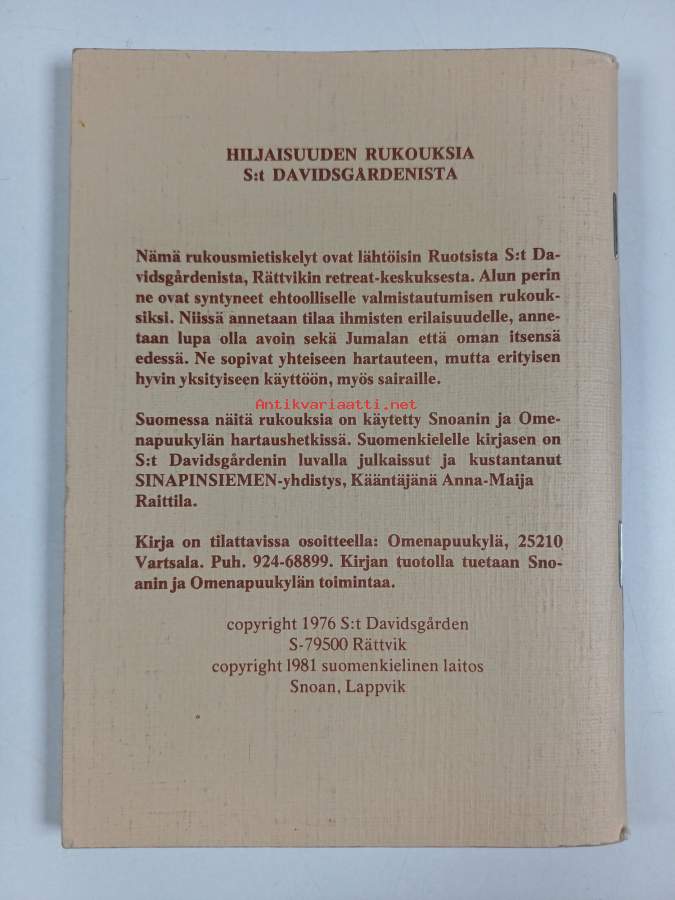 HILJAISUUDEN RUKOUKSIA
S:t DAVIDSGÅRDENISTA
Nämä rukousmietiskelyt ovat lähtöisin Ruotsista S:t Da-
vidsgårdenista, Rättvikin retreat-keskuksesta. Alun perin
ne ovat syntyneet ehtoolliselle valmistautumisen rukouk-
siksi. Niissä annetaan tilaa ihmisten erilaisuudelle, anne-
taan lupa olla avoin sekä Jumalan että oman itsensä
edessä. Ne sopivat yhteiseen hartauteen, mutta erityisen
hyvin yksityiseen käyttöön, myös sairaille.
Antikvariaatti.net
Suomessa näitä rukouksia on käytetty Snoanin ja Ome-
napuukylän hartaushetkissä. Suomenkielelle kirjasen on
S:t Davidsgårdenin luvalla julkaissut ja kustantanut
SINAPINSIEMEN-yhdistys, Kääntäjänä Anna-Maija
Raittila.
Kirja on tilattavissa osoitteella: Omenapuukylä, 25210
Vartsala. Puh. 924-68899. Kirjan tuotolla tuetaan Sno-
anin ja Omenapuukylän toimintaa.
copyright 1976 S:t Davidsgården
S-79500 Rättvik
copyright 1981 suomenkielinen laitos
Snoan, Lappvik